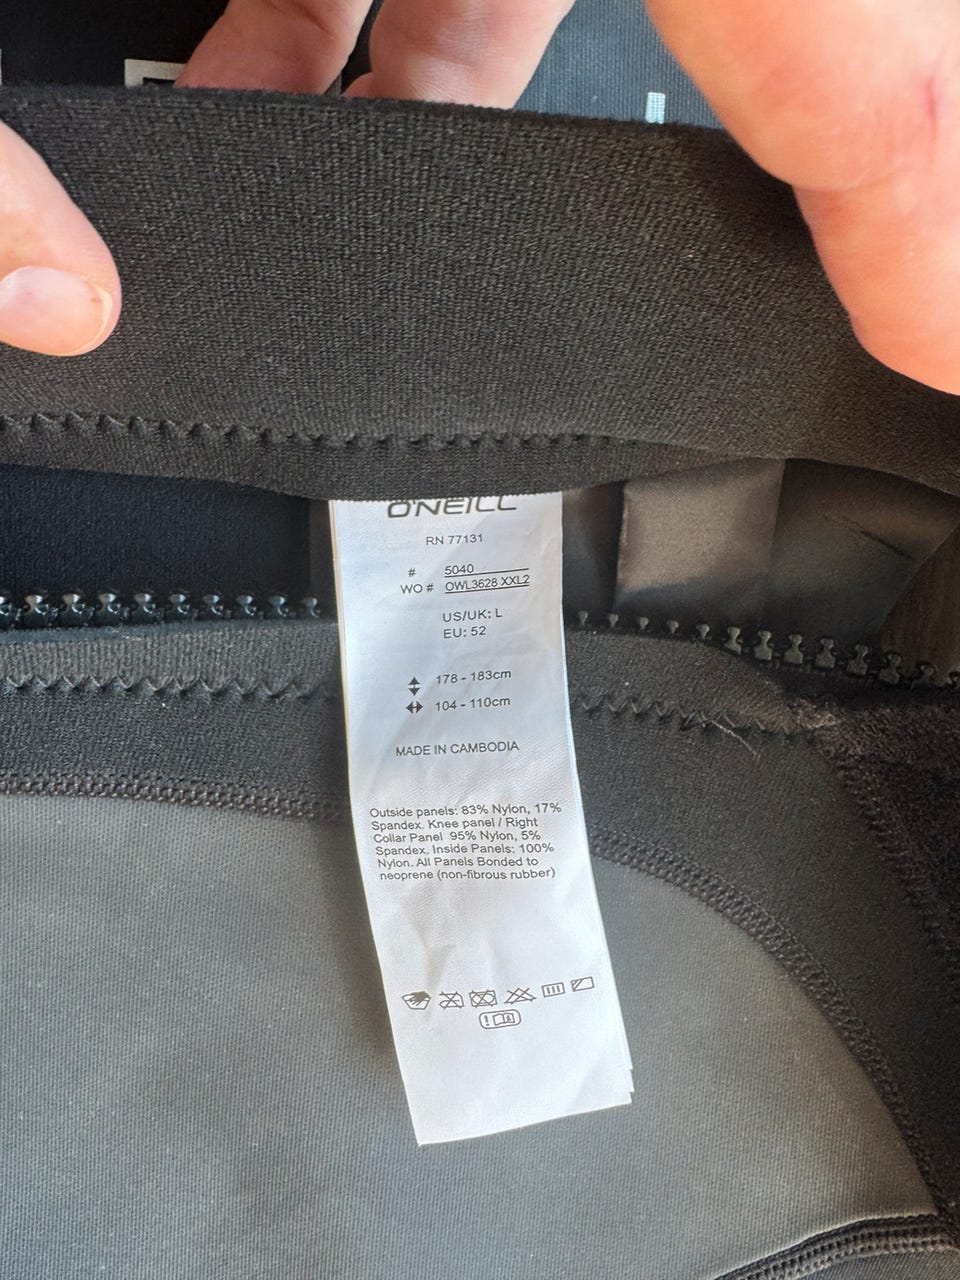 O'NEILL
RN 77131
# 5040
WO # OWL3628 XXL2
US/UK: L
EU: 52
178 - 183cm
104 - 110cm
MADE IN CAMBODIA
Outside panels: 83% Nylon, 17%
Spandex. Knee panel / Right
Collar Panel 95% Nylon, 5%
Spandex. Inside Panels: 100%
Nylon. All Panels Bonded to
neoprene (non-fibrous rubber)